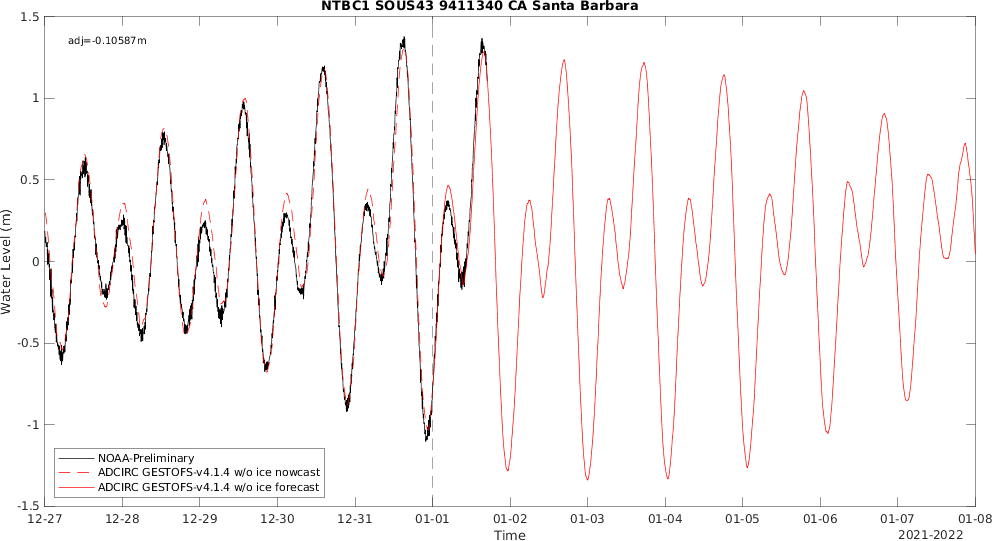 NTBC1 SOUS43 9411340 CA Santa Barbara
adj=-0.10587m
1.5
1
0.5
0
-0.5
-1
-1.5
Water Level (m)
NOAA-Preliminary
ADCIRC GESTOFS-v4.1.4 w/o ice nowcast
ADCIRC GESTOFS-v4.1.4 w/o ice forecast
12-27 12-28 12-29 12-30 12-31 01-01 01-02 01-03 01-04 01-05 01-06 01-07 01-08
Time
2021-2022